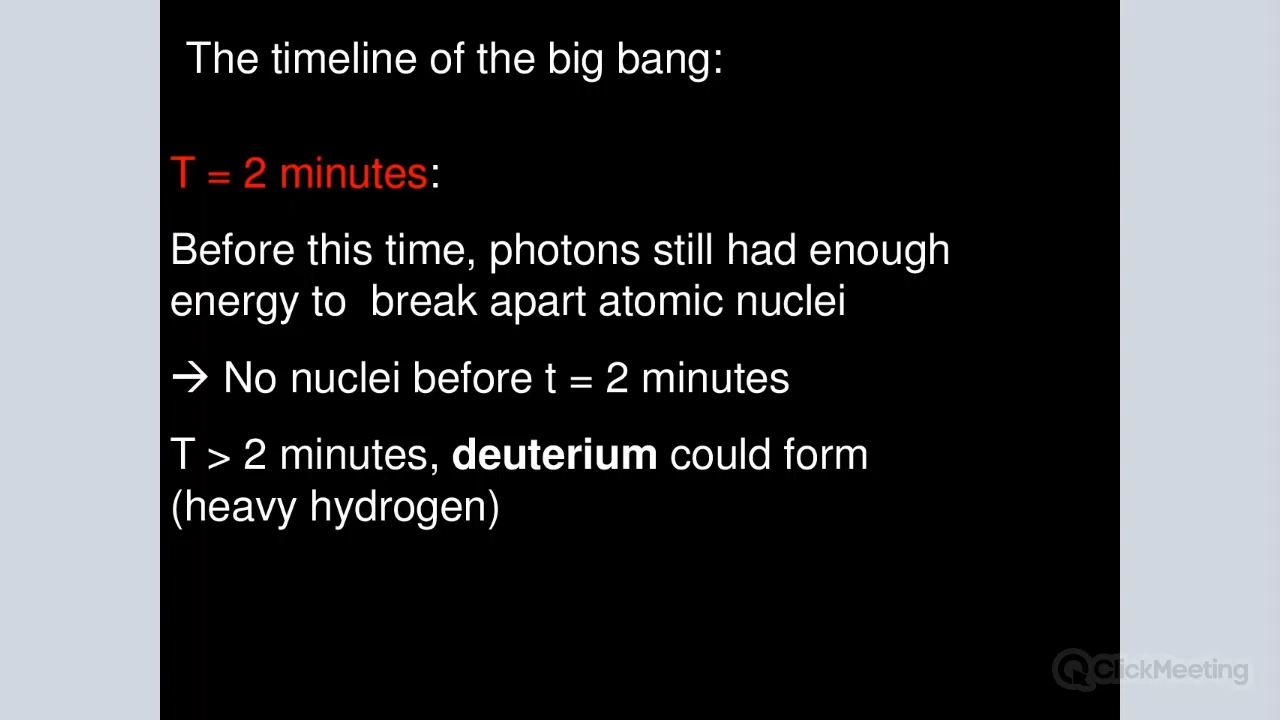 The timeline of the big bang:
T = 2 minutes:
Before this time, photons still had enough
energy to  break apart atomic nuclei
→ No nuclei before t = 2 minutes
T > 2 minutes, deuterium could form
(heavy hydrogen)
ClickMeeting